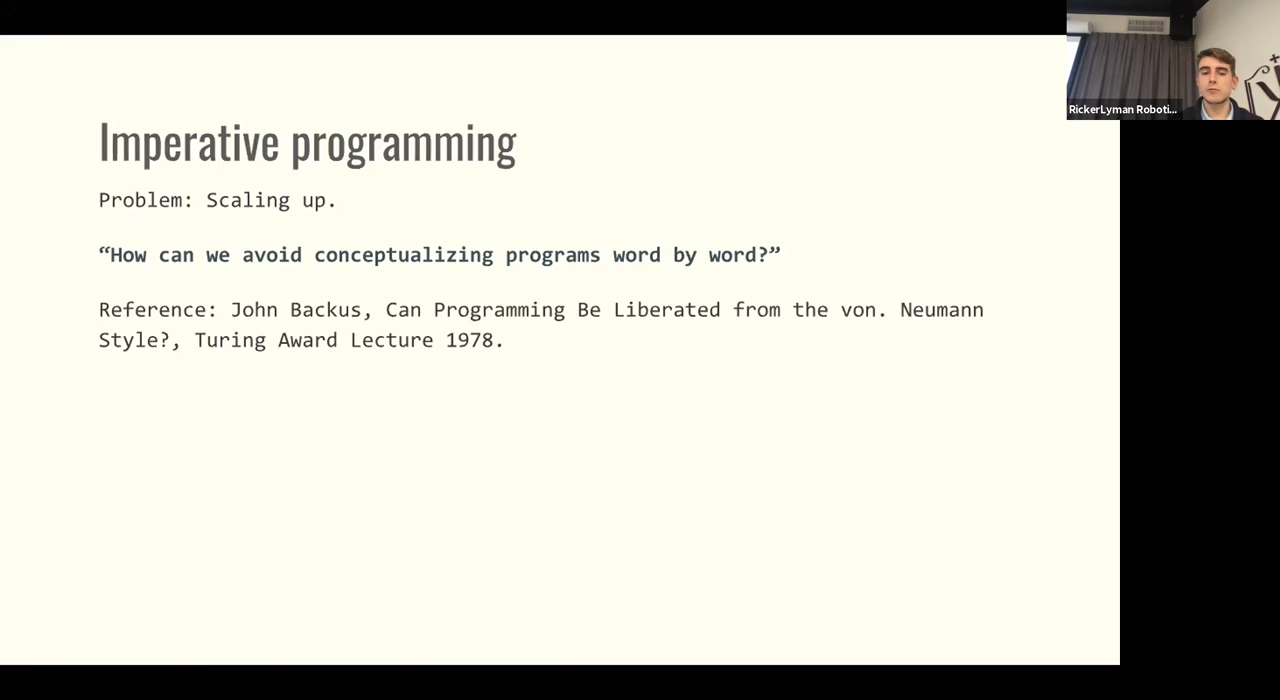 Imperative programming
Problem: Scaling up.
“How can we avoid conceptualizing programs word by word?”
Reference: John Backus, Can Programming Be Liberated from the von. Neumann
Style?, Turing Award Lecture 1978.
RickerLyman Roboti...